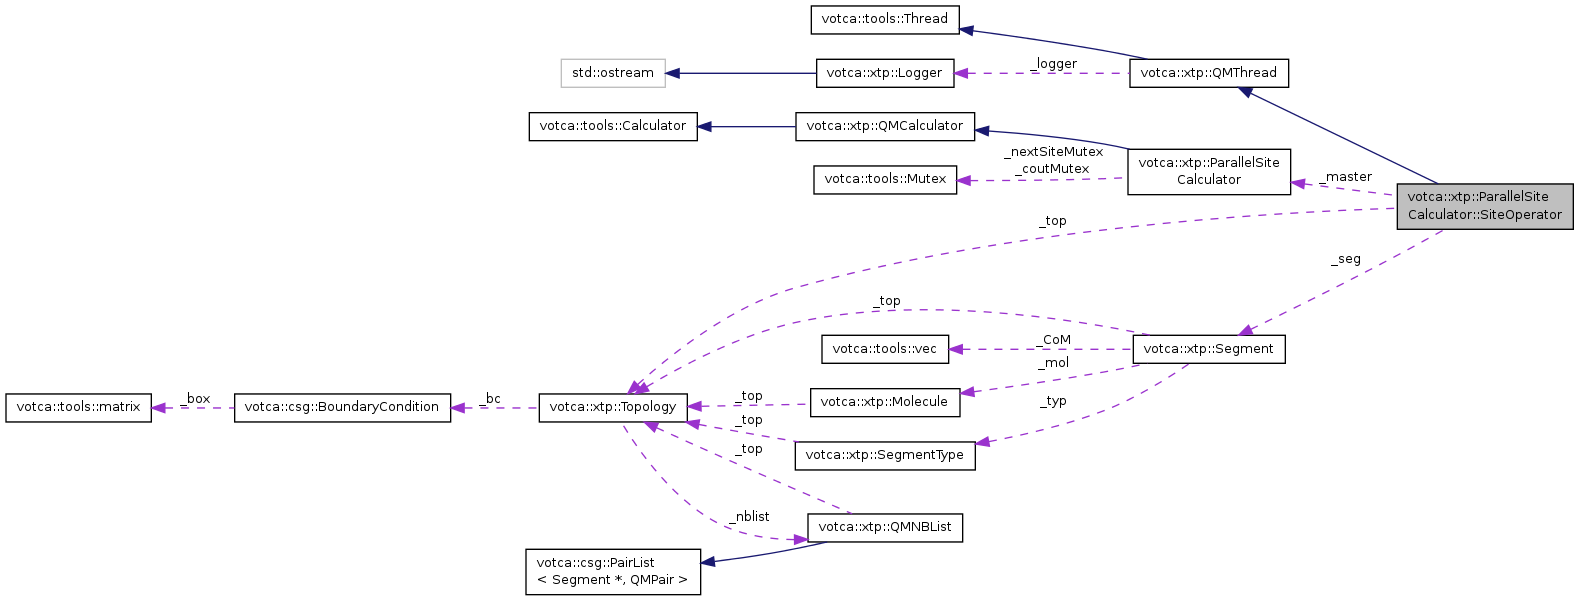 votca::tools::Thread
std::ostream
votca::xtp::Logger
_logger
votca::xtp::QMThread
votca::tools::Calculator
votca::xtp::QMCalculator
_nextSiteMutex
_coutMutex
votca::tools::Mutex
votca::xtp::ParallelSite
Calculator
_master
votca::xtp::ParallelSite
Calculator::SiteOperator
_top
_seg
_top
votca::tools::vec
_CoM
votca::xtp::Segment
_mol
votca::tools::matrix
_box
votca::csg::BoundaryCondition
_bc
votca::xtp::Topology
_top
votca::xtp::Molecule
_typ
_top
votca::xtp::SegmentType
_top
_nblist
votca::xtp::QMNBList
votca::csg::PairList
< Segment *, QMPair >